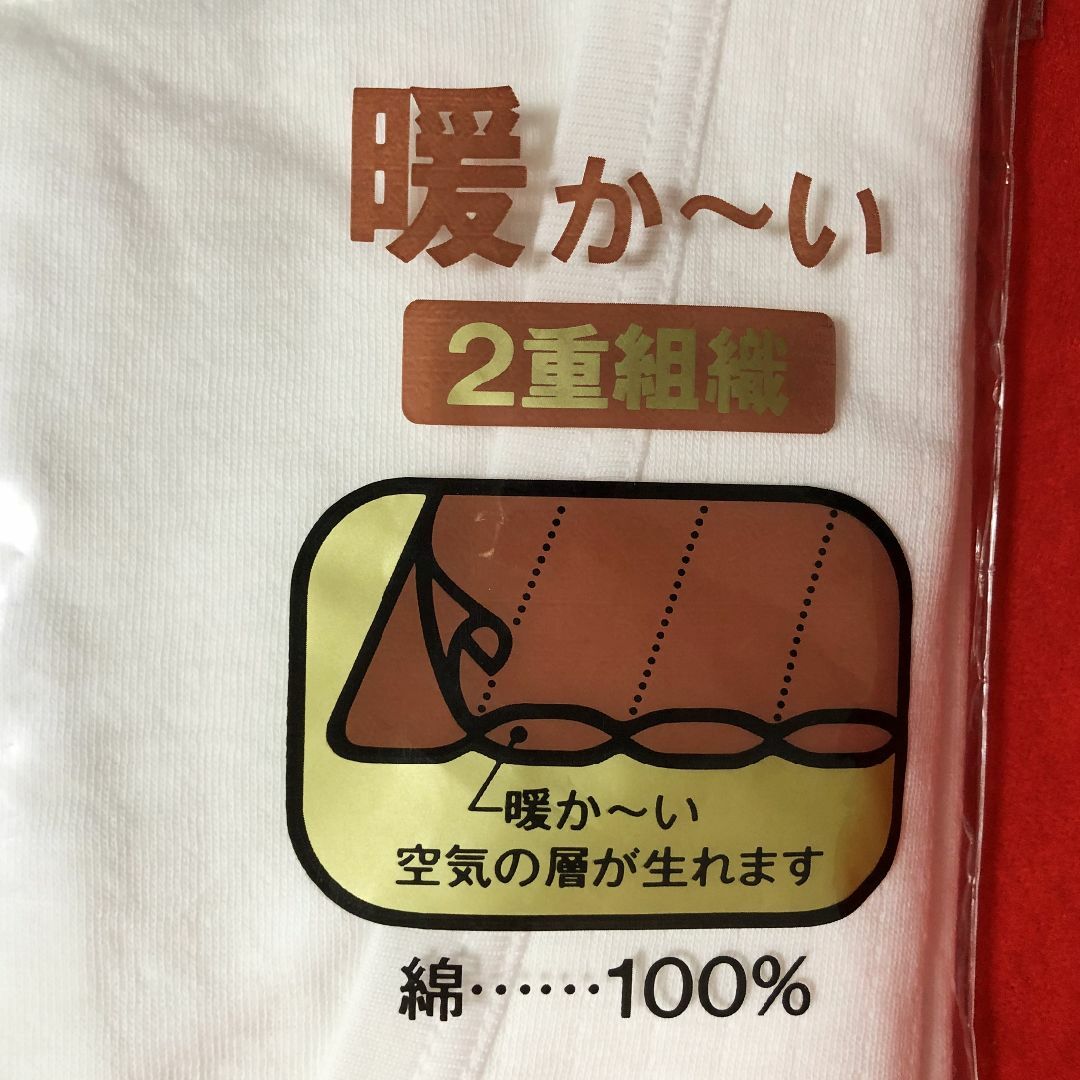 暖か～い
2重組織
暖か～い
空気の層が生れます
綿……100%